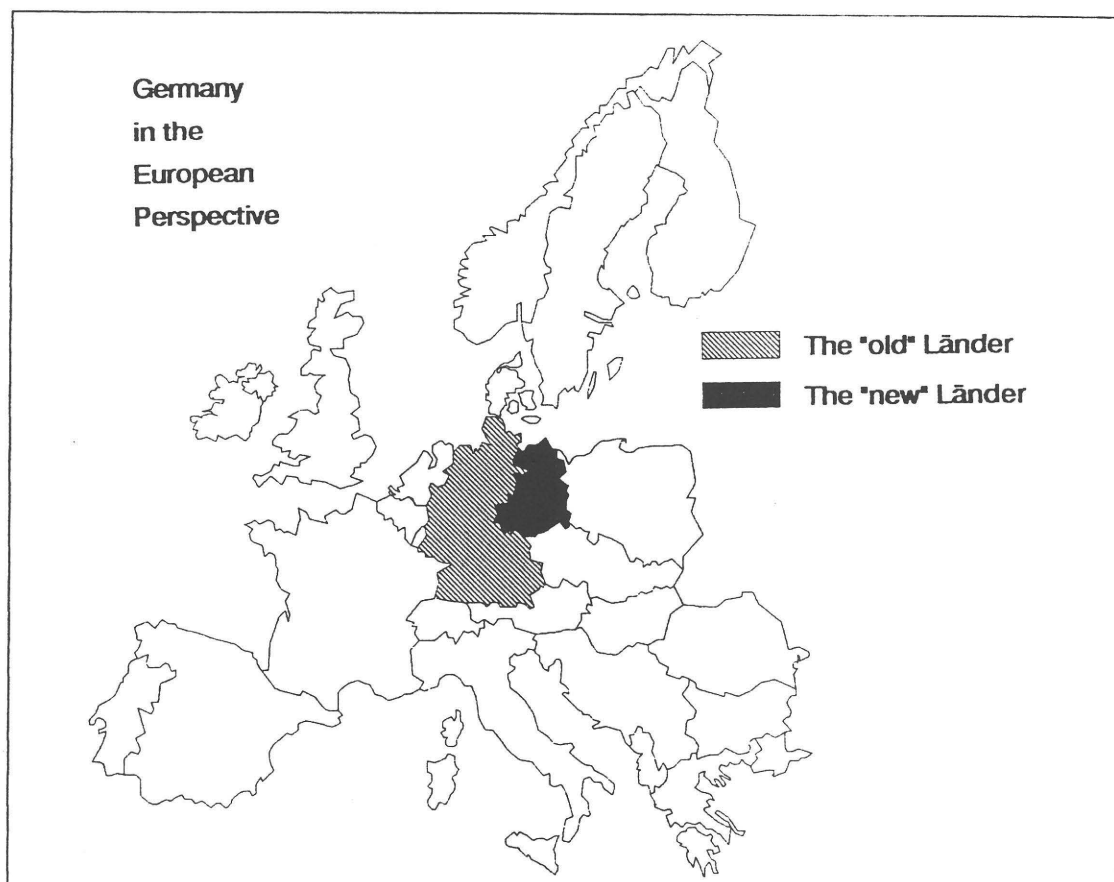 Germany
in the
European
Perspective
The "old" Länder
The "new" Länder